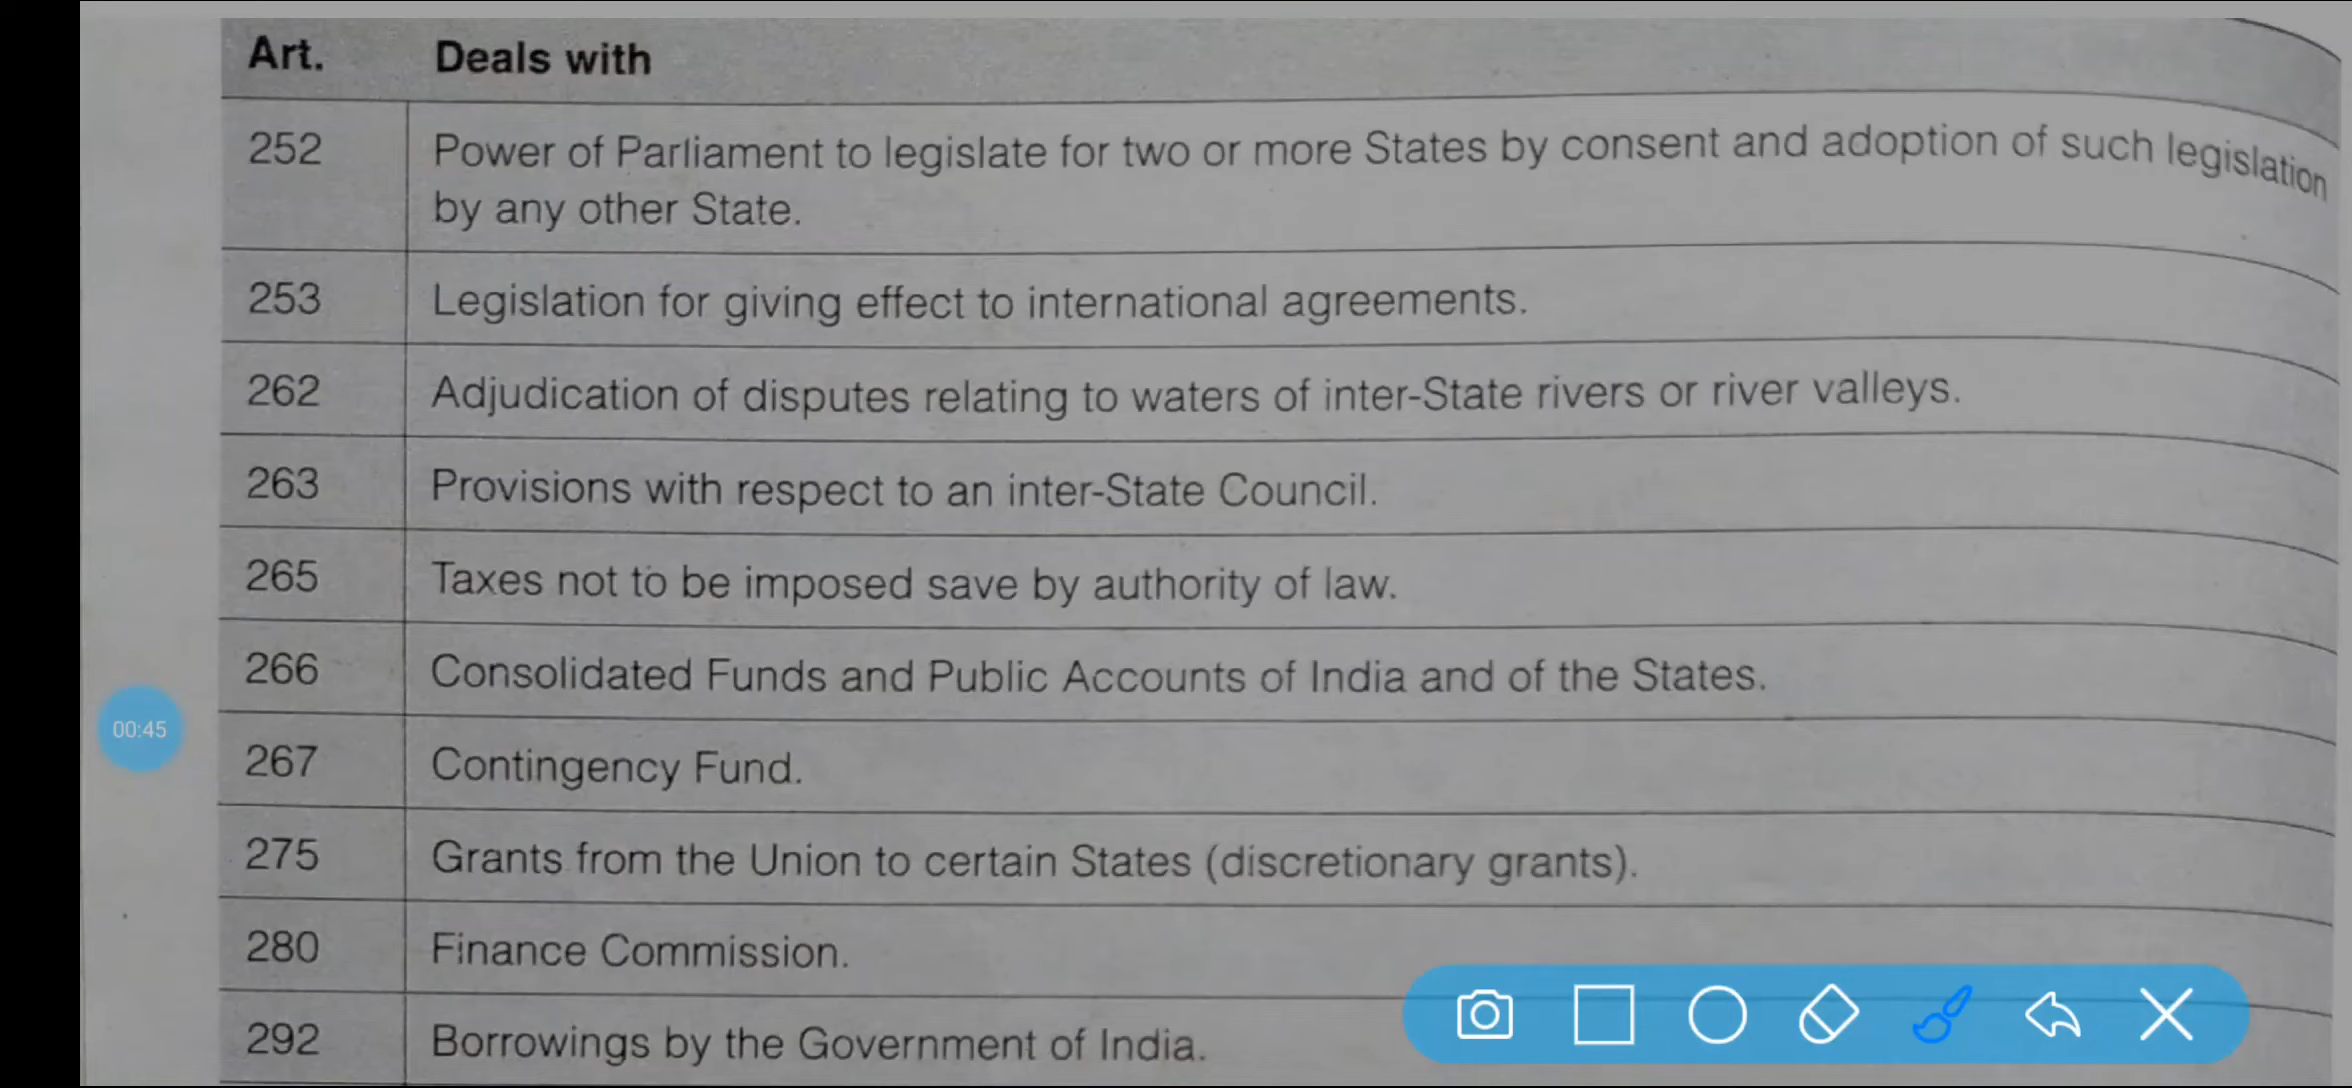 Art. Deals with
252 Power of Parliament to legislate for two or more States by consent and adoption of such legislation
by any other State.
253 Legislation for giving effect to international agreements.
262 Adjudication of disputes relating to waters of inter-State rivers or river valleys.
263 Provisions with respect to an inter-State Council.
265 Taxes not to be imposed save by authority of law.
266 Consolidated Funds and Public Accounts of India and of the States.
00:45
267 Contingency Fund.
275 Grants from the Union to certain States (discretionary grants).
280 Finance Commission.
292 Borrowings by the Government of India.